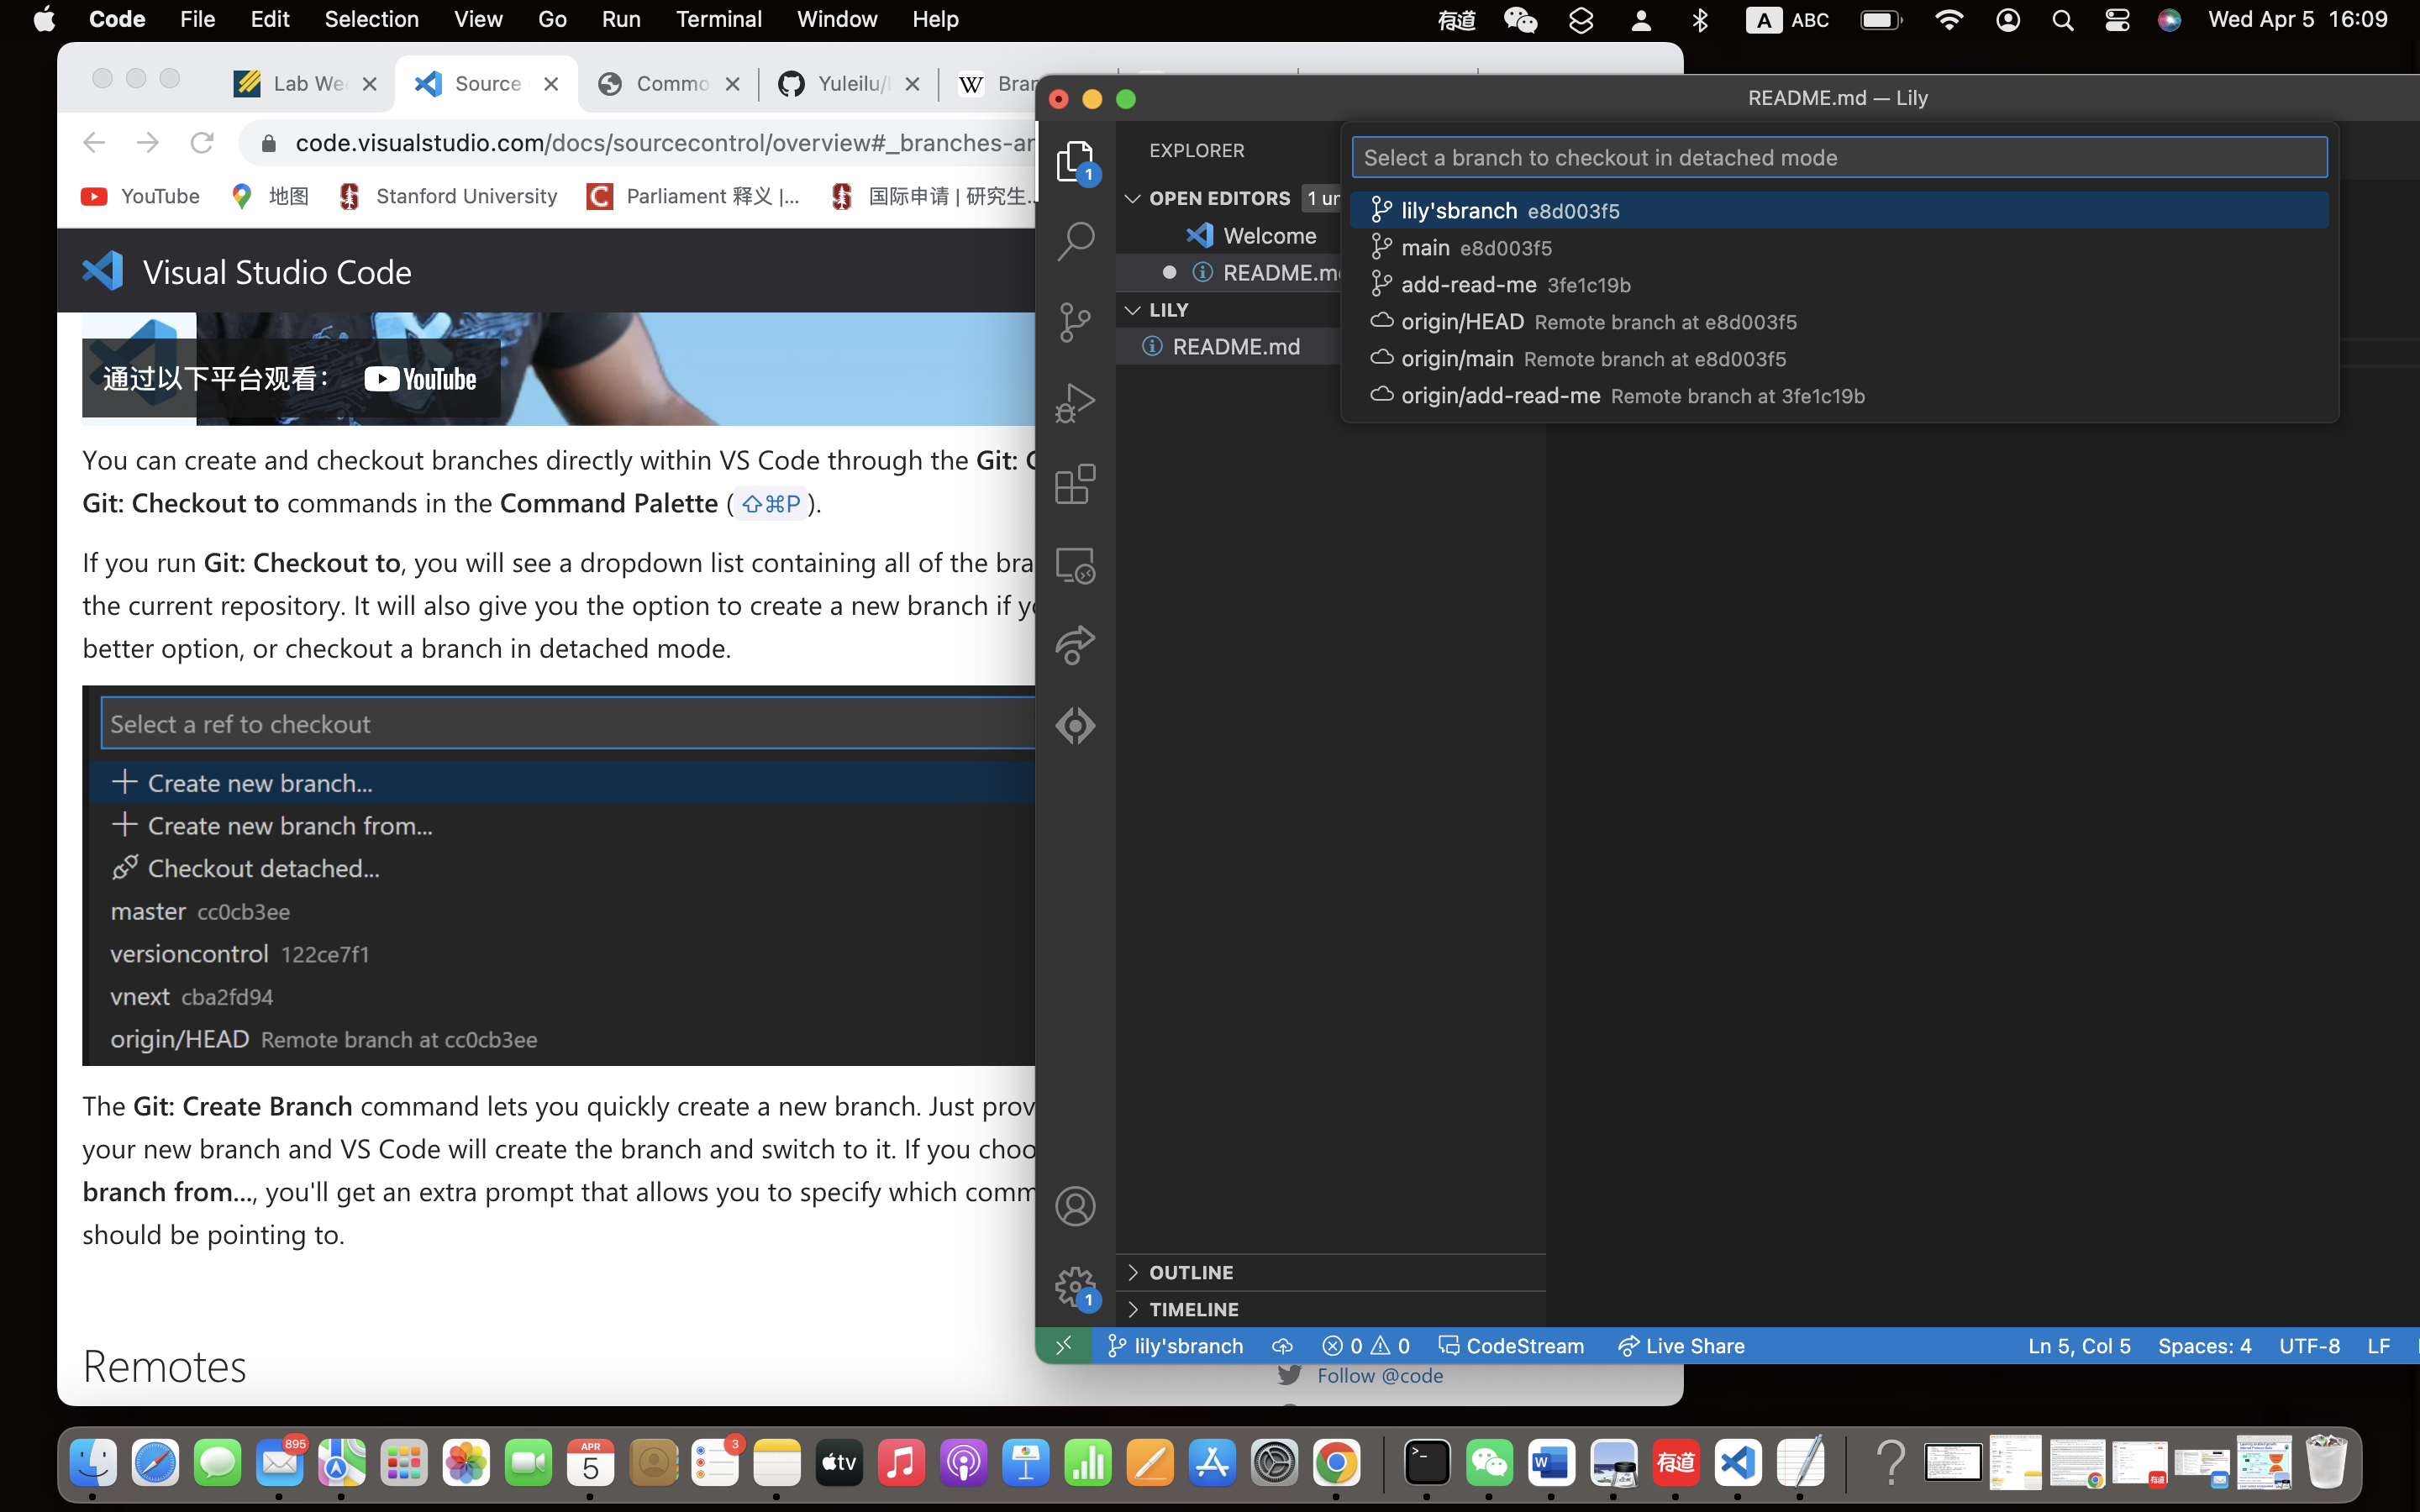 Code File Edit Selection View Go Run Terminal Window Help 有道 A ABC Wed Apr 5 16:09
Lab We Source Commo Yuleilu/ W Bra
code.visualstudio.com/docs/sourcecontrol/overview#_branches-ar
YouTube 地图 Stanford University Parliament 释义 |... 国际申请 | 研究生...
Visual Studio Code
通过以下平台观看： YouTube
You can create and checkout branches directly within VS Code through the Git:
Git: Checkout to commands in the Command Palette (⇧⌘P).
If you run Git: Checkout to, you will see a dropdown list containing all of the bra
the current repository. It will also give you the option to create a new branch if yo
better option, or checkout a branch in detached mode.
Select a ref to checkout
Create new branch...
Create new branch from...
Checkout detached...
master cc0cb3ee
versioncontrol 122ce7f1
vnext cba2fd94
origin/HEAD Remote branch at cc0cb3ee
The Git: Create Branch command lets you quickly create a new branch. Just prov
your new branch and VS Code will create the branch and switch to it. If you choo
branch from..., you'll get an extra prompt that allows you to specify which comm
should be pointing to.
Remotes
Follow @code
README.md — Lily
EXPLORER
1
OPEN EDITORS 1 un
Welcome
README.m
LILY
README.md
Select a branch to checkout in detached mode
lily'sbranch e8d003f5
main e8d003f5
add-read-me 3fe1c19b
origin/HEAD Remote branch at e8d003f5
origin/main Remote branch at e8d003f5
origin/add-read-me Remote branch at 3fe1c19b
OUTLINE
1
TIMELINE
lily'sbranch 0 0 CodeStream Live Share Ln 5, Col 5 Spaces: 4 UTF-8 LF
895 APR 5 3 tv W 有道